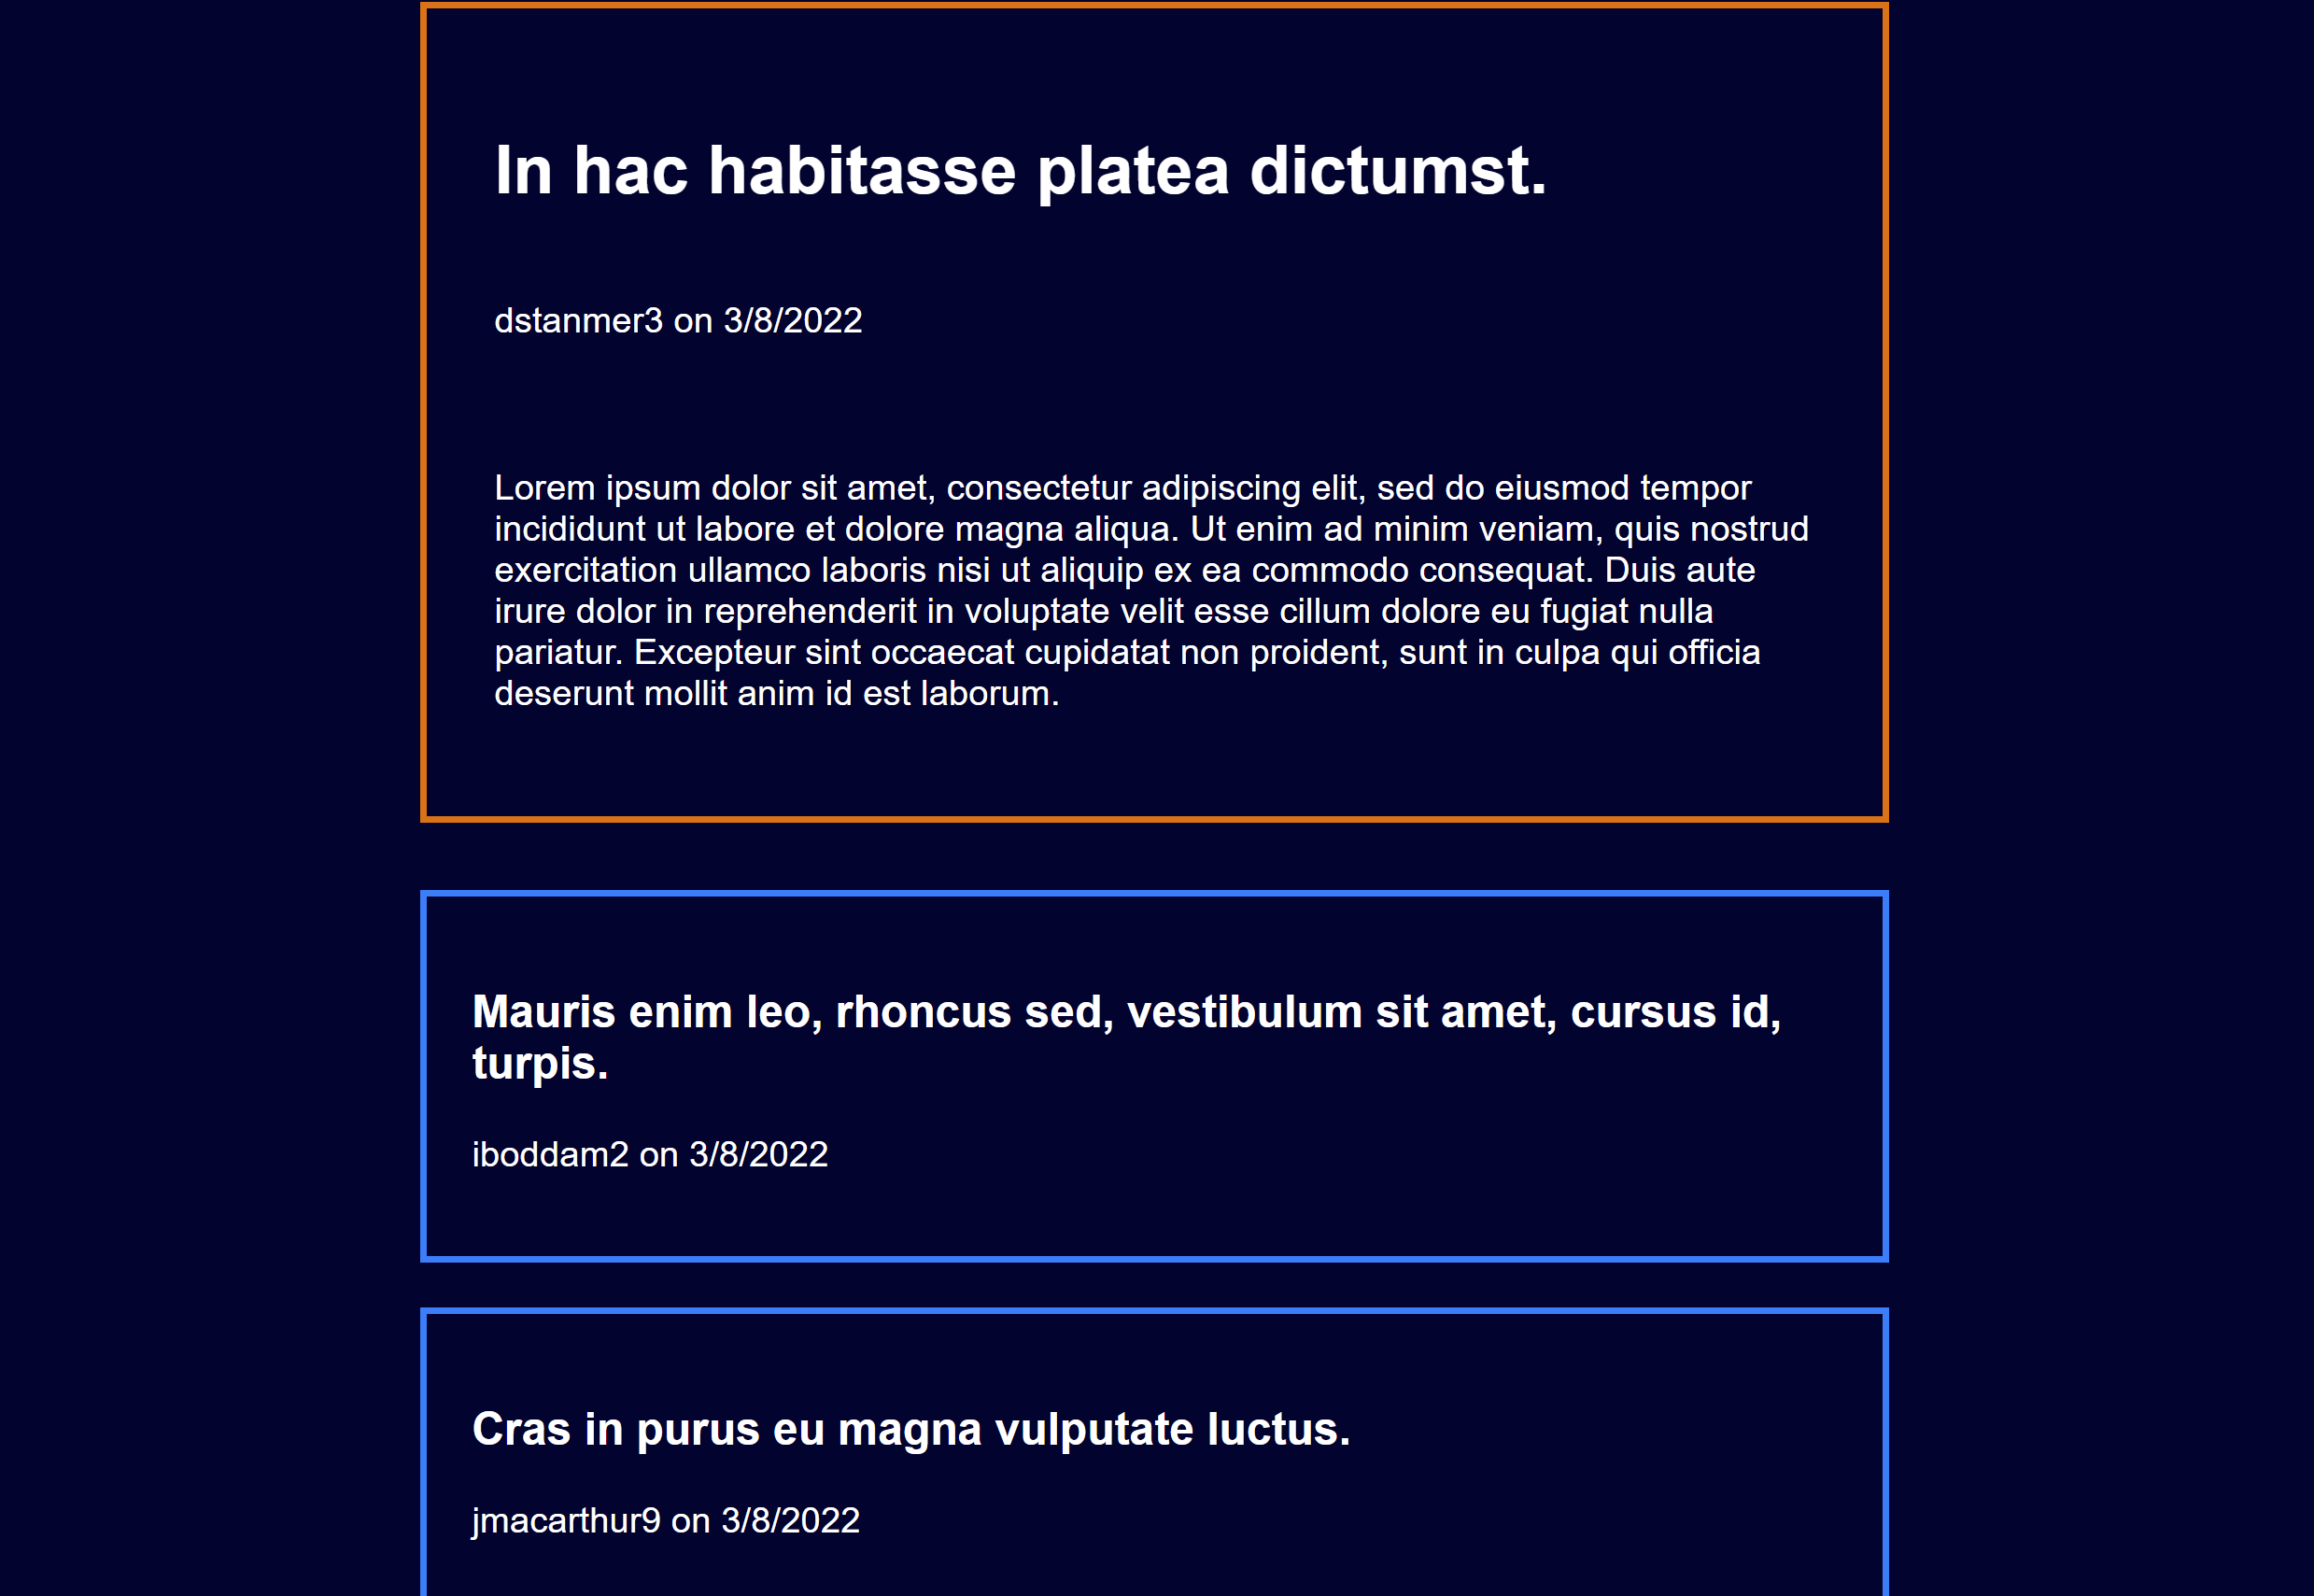 In hac habitasse platea dictumst.
dstanmer3 on 3/8/2022
Lorem ipsum dolor sit amet, consectetur adipiscing elit, sed do eiusmod tempor
incididunt ut labore et dolore magna aliqua. Ut enim ad minim veniam, quis nostrud
exercitation ullamco laboris nisi ut aliquip ex ea commodo consequat. Duis aute
irure dolor in reprehenderit in voluptate velit esse cillum dolore eu fugiat nulla
pariatur. Excepteur sint occaecat cupidatat non proident, sunt in culpa qui officia
deserunt mollit anim id est laborum.
Mauris enim leo, rhoncus sed, vestibulum sit amet, cursus id,
turpis.
iboddam2 on 3/8/2022
Cras in purus eu magna vulputate luctus.
jmacarthur9 on 3/8/2022